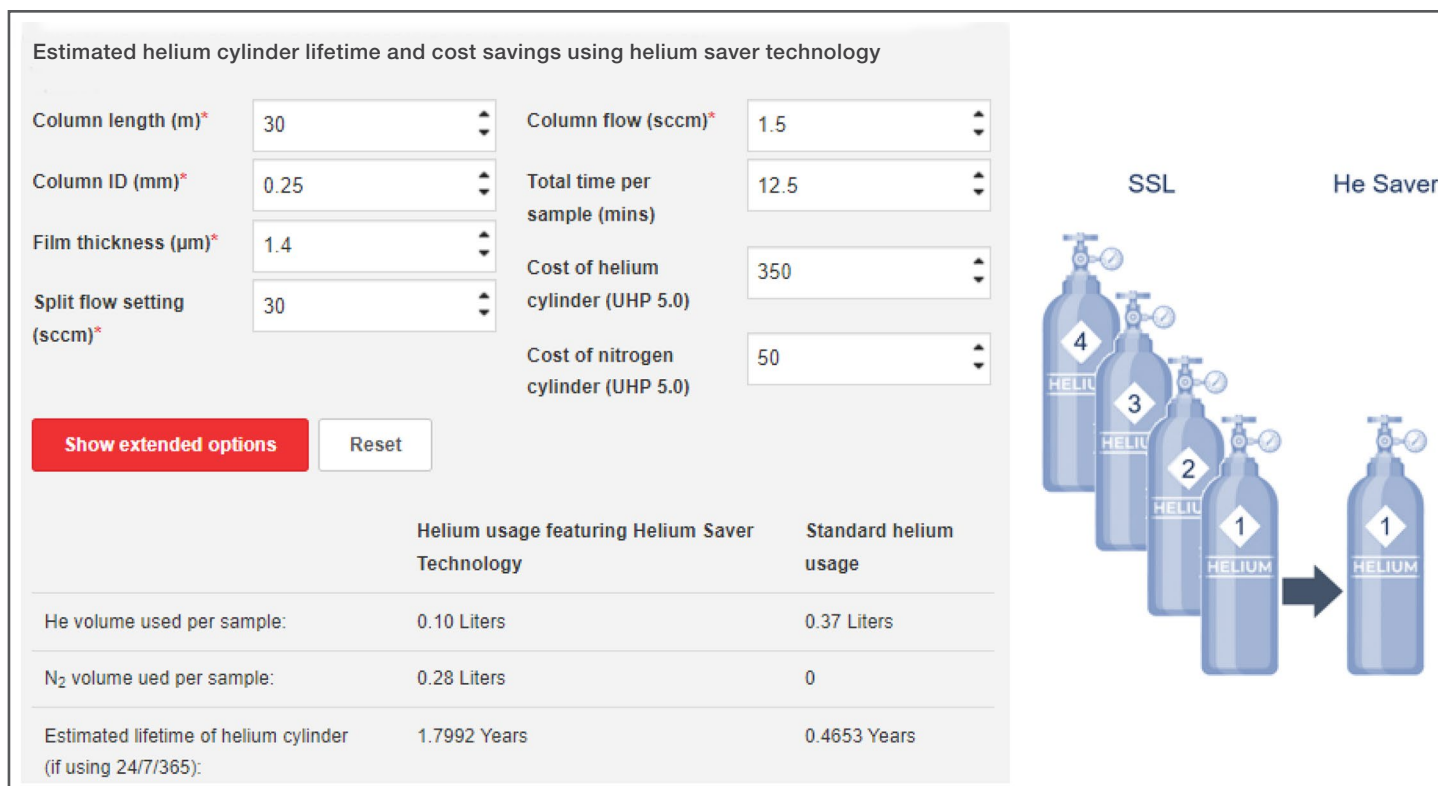 Estimated helium cylinder lifetime and cost savings using helium saver technology
Column length (m)*
30
Column flow (sccm)*
1.5
Column ID (mm)*
0.25
Total time per
sample (mins)
12.5
Film thickness (µm)*
1.4
Cost of helium
cylinder (UHP 5.0)
350
Split flow setting
(sccm)*
30
Cost of nitrogen
cylinder (UHP 5.0)
50
Show extended options
Reset
Helium usage featuring Helium Saver
Technology
Standard helium
usage
He volume used per sample:
0.10 Liters
0.37 Liters
N₂ volume ued per sample:
0.28 Liters
0
Estimated lifetime of helium cylinder
(if using 24/7/365):
1.7992 Years
0.4653 Years
SSL
He Saver
4
HELIU
3
HELIU
2
HELIU
1
HELIUM
1
HELIUM